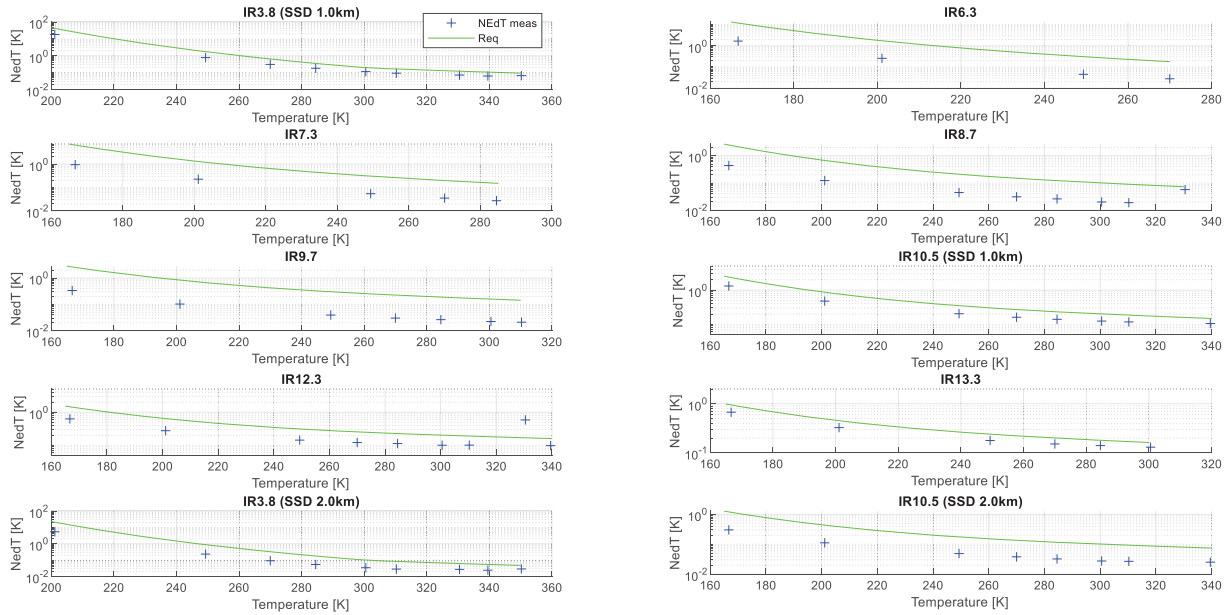 IR3.8 (SSD 1.0km)
NedT [K]
10^2
10^0
10^-2
NEdT meas
Req
200 220 240 260 280 300 320 340 360
Temperature [K]
IR6.3
NedT [K]
10^0
10^-2
160 180 200 220 240 260 280
Temperature [K]
IR7.3
NedT [K]
10^0
10^-2
160 180 200 220 240 260 280 300
Temperature [K]
IR8.7
NedT [K]
10^0
10^-2
160 180 200 220 240 260 280 300 320 340
Temperature [K]
IR9.7
NedT [K]
10^0
10^-2
160 180 200 220 240 260 280 300 320
Temperature [K]
IR10.5 (SSD 1.0km)
NedT [K]
10^0
160 180 200 220 240 260 280 300 320 340
Temperature [K]
IR12.3
NedT [K]
10^0
160 180 200 220 240 260 280 300 320 340
Temperature [K]
IR13.3
NedT [K]
10^0
10^-1
160 180 200 220 240 260 280 300 320
Temperature [K]
IR3.8 (SSD 2.0km)
NedT [K]
10^2
10^0
10^-2
200 220 240 260 280 300 320 340 360
Temperature [K]
IR10.5 (SSD 2.0km)
NedT [K]
10^0
10^-2
160 180 200 220 240 260 280 300 320 340
Temperature [K]